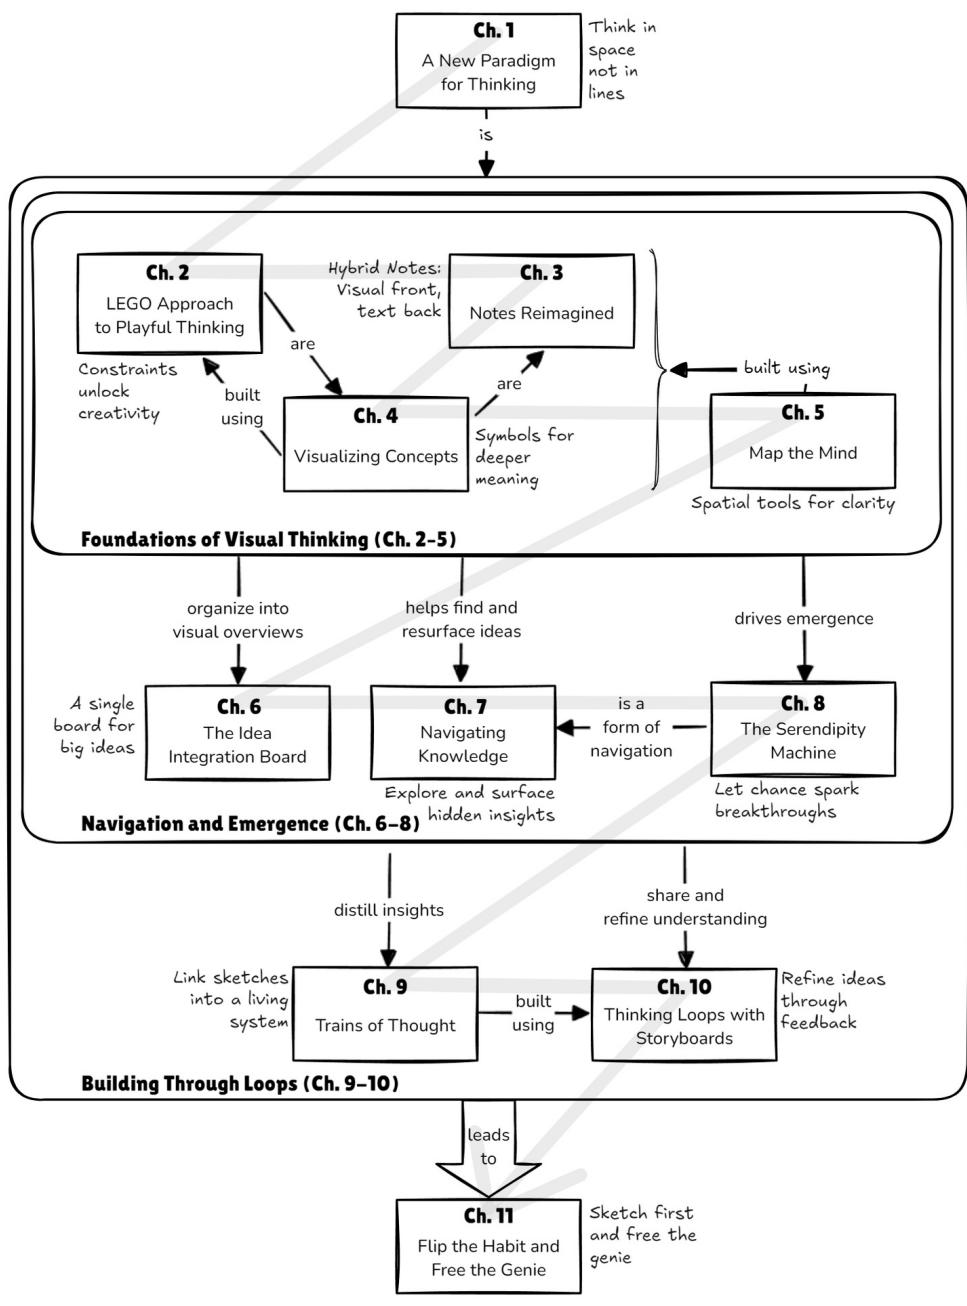 Ch. 1
A New Paradigm
for Thinking
Think in
space
not in
lines
is
Ch. 2
LEGO Approach
to Playful Thinking
Constraints
unlock
creativity
Hybrid Notes:
Visual front,
text back
Ch. 3
Notes Reimagined
are
built
using
are
Ch. 4
Visualizing Concepts
Symbols for
deeper
meaning
built using
Ch. 5
Map the Mind
Spatial tools for clarity
Foundations of Visual Thinking (Ch. 2–5)
organize into
visual overviews
helps find and
resurface ideas
drives emergence
A single
board for
big ideas
Ch. 6
The Idea
Integration Board
Ch. 7
Navigating
Knowledge
Explore and surface
hidden insights
is a
form of
navigation
Ch. 8
The Serendipity
Machine
Let chance spark
breakthroughs
Navigation and Emergence (Ch. 6–8)
distill insights
share and
refine understanding
Link sketches
into a living
system
Ch. 9
Trains of Thought
built
using
Ch. 10
Thinking Loops with
Storyboards
Refine ideas
through
feedback
Building Through Loops (Ch. 9–10)
leads
to
Ch. 11
Flip the Habit and
Free the Genie
Sketch first
and free the
genie